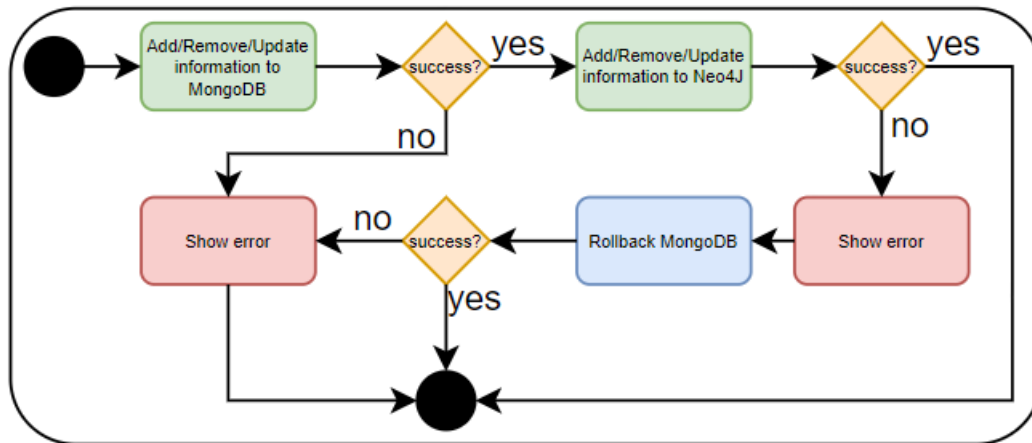 Add/Remove/Update
information to
MongoDB
success?
yes
Add/Remove/Update
information to Neo4J
success?
yes
no
no
Show error
no
success?
Rollback MongoDB
Show error
yes